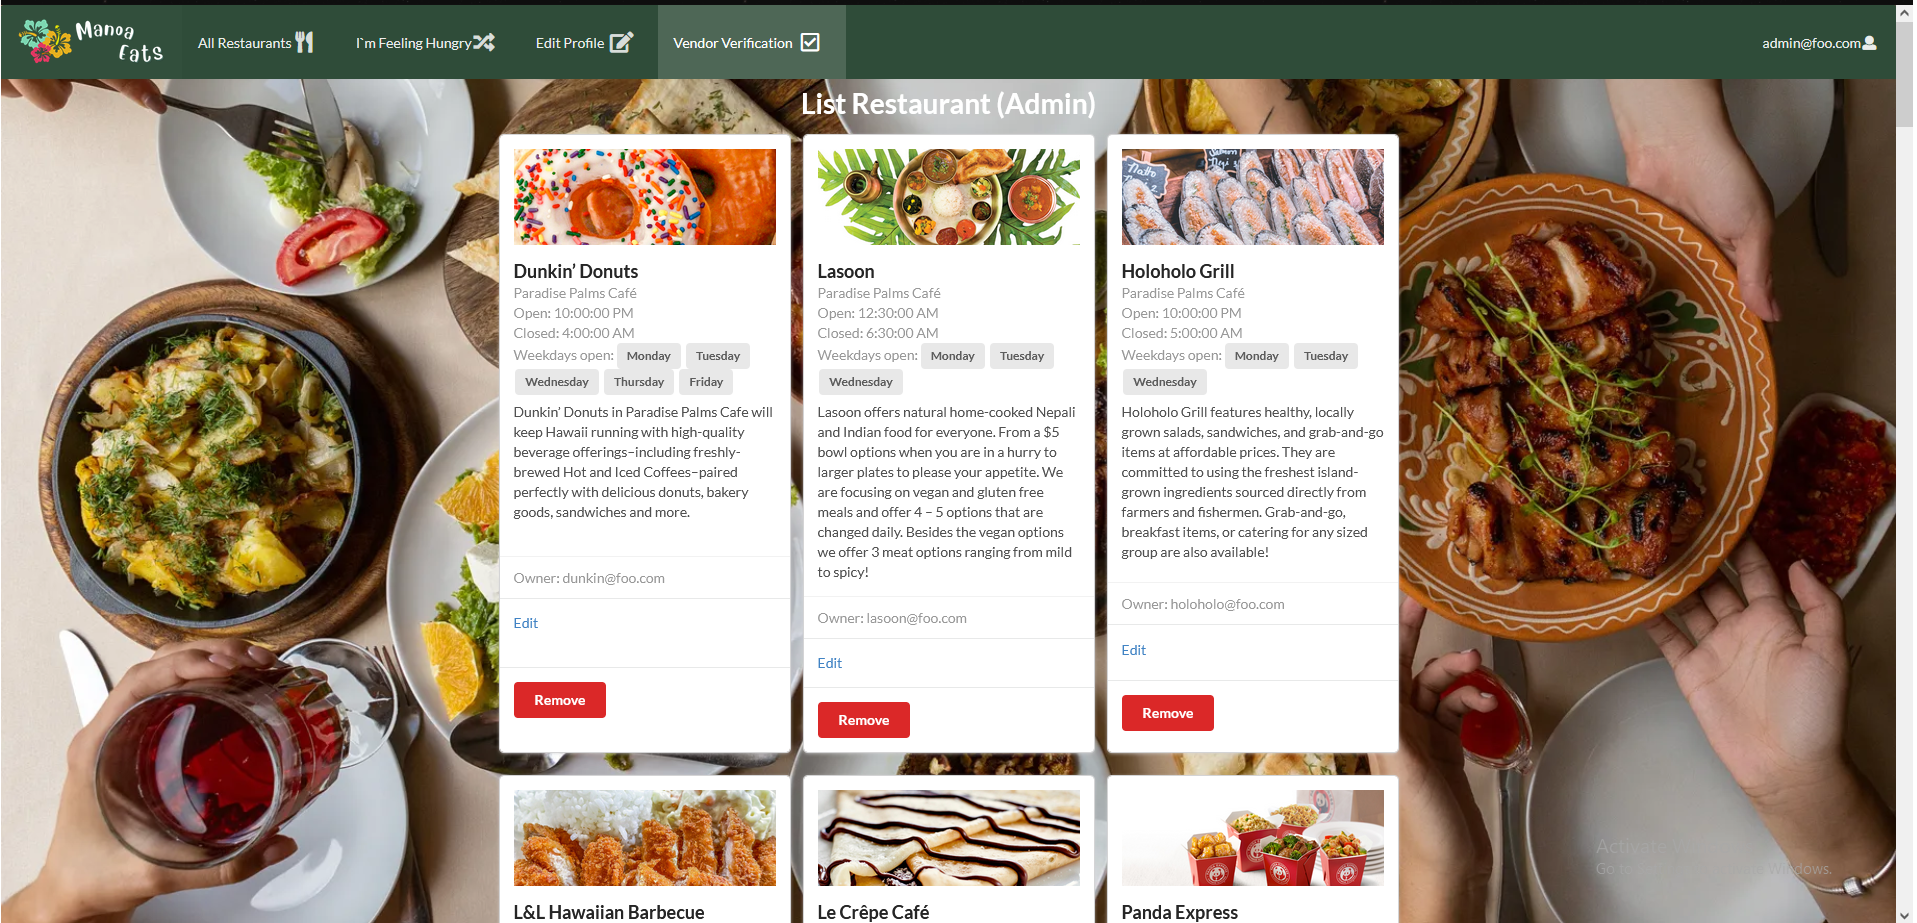 Manoa
Eats
All Restaurants
I`m Feeling Hungry
Edit Profile
Vendor Verification
admin@foo.com
List Restaurant (Admin)
Dunkin’ Donuts
Paradise Palms Café
Open: 10:00:00 PM
Closed: 4:00:00 AM
Weekdays open: Monday Tuesday
Wednesday Thursday Friday
Dunkin’ Donuts in Paradise Palms Cafe will
keep Hawaii running with high-quality
beverage offerings–including freshly-
brewed Hot and Iced Coffees–paired
perfectly with delicious donuts, bakery
goods, sandwiches and more.
Owner: dunkin@foo.com
Edit
Remove
Lasoon
Paradise Palms Café
Open: 12:30:00 AM
Closed: 6:30:00 AM
Weekdays open: Monday Tuesday
Wednesday
Lasoon offers natural home-cooked Nepali
and Indian food for everyone. From a $5
bowl options when you are in a hurry to
larger plates to please your appetite. We
are focusing on vegan and gluten free
meals and offer 4 – 5 options that are
changed daily. Besides the vegan options
we offer 3 meat options ranging from mild
to spicy!
Owner: lasoon@foo.com
Edit
Remove
Holoholo Grill
Paradise Palms Café
Open: 10:00:00 PM
Closed: 5:00:00 AM
Weekdays open: Monday Tuesday
Wednesday
Holoholo Grill features healthy, locally
grown salads, sandwiches, and grab-and-go
items at affordable prices. They are
committed to using the freshest island-
grown ingredients sourced directly from
farmers and fishermen. Grab-and-go,
breakfast items, or catering for any sized
group are also available!
Owner: holoholo@foo.com
Edit
Remove
L&L Hawaiian Barbecue
Le Crêpe Café
Panda Express
Activate
Go to